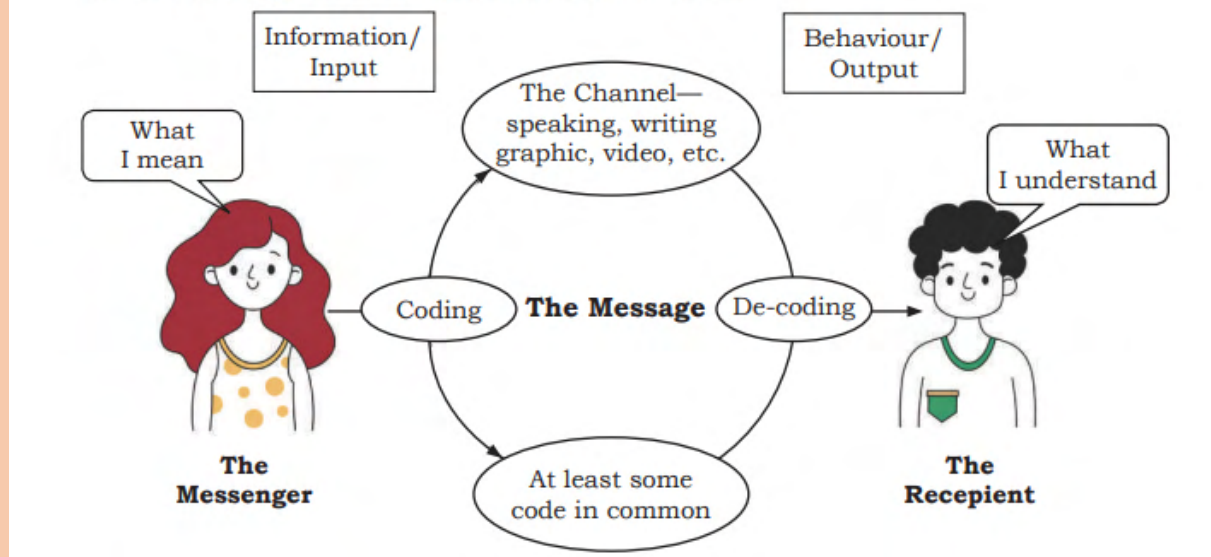 Information/
Input
Behaviour/
Output
The Channel—
speaking, writing
graphic, video, etc.
What
I mean
What
I understand
Coding
The Message
De-coding
The
Messenger
The
Recepient
At least some
code in common